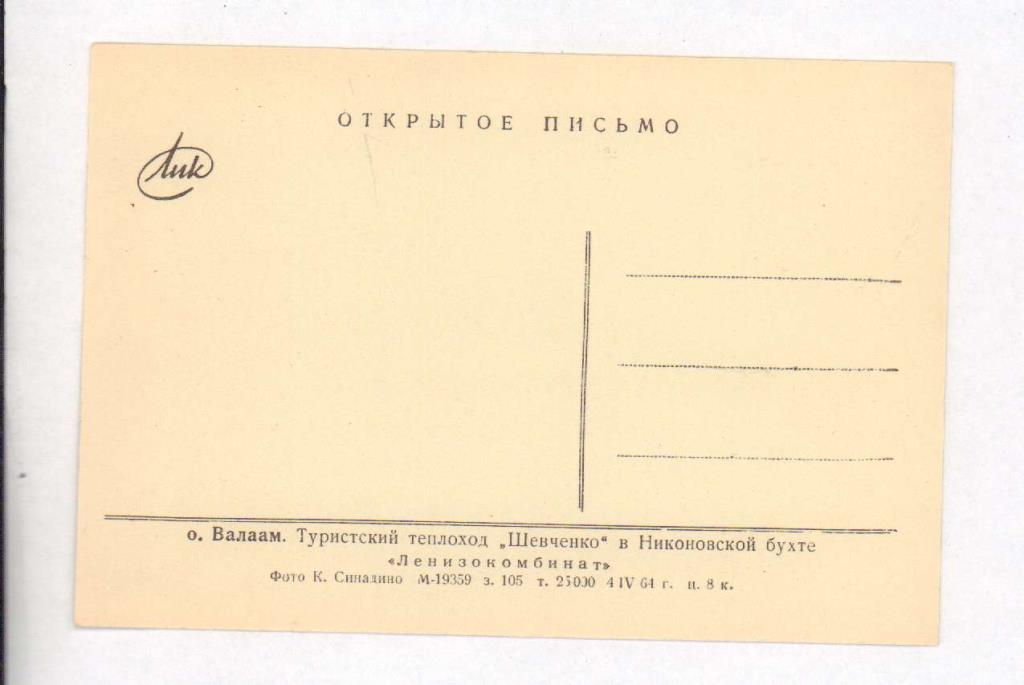 ОТКРЫТОЕ ПИСЬМО
Лик
о. Валаам. Туристский теплоход „Шевченко“ в Никоновской бухте
«Ленизокомбинат»
Фото К. Синадино М-19359 з. 105 т. 25000 4 IV 64 г. ц. 8 к.